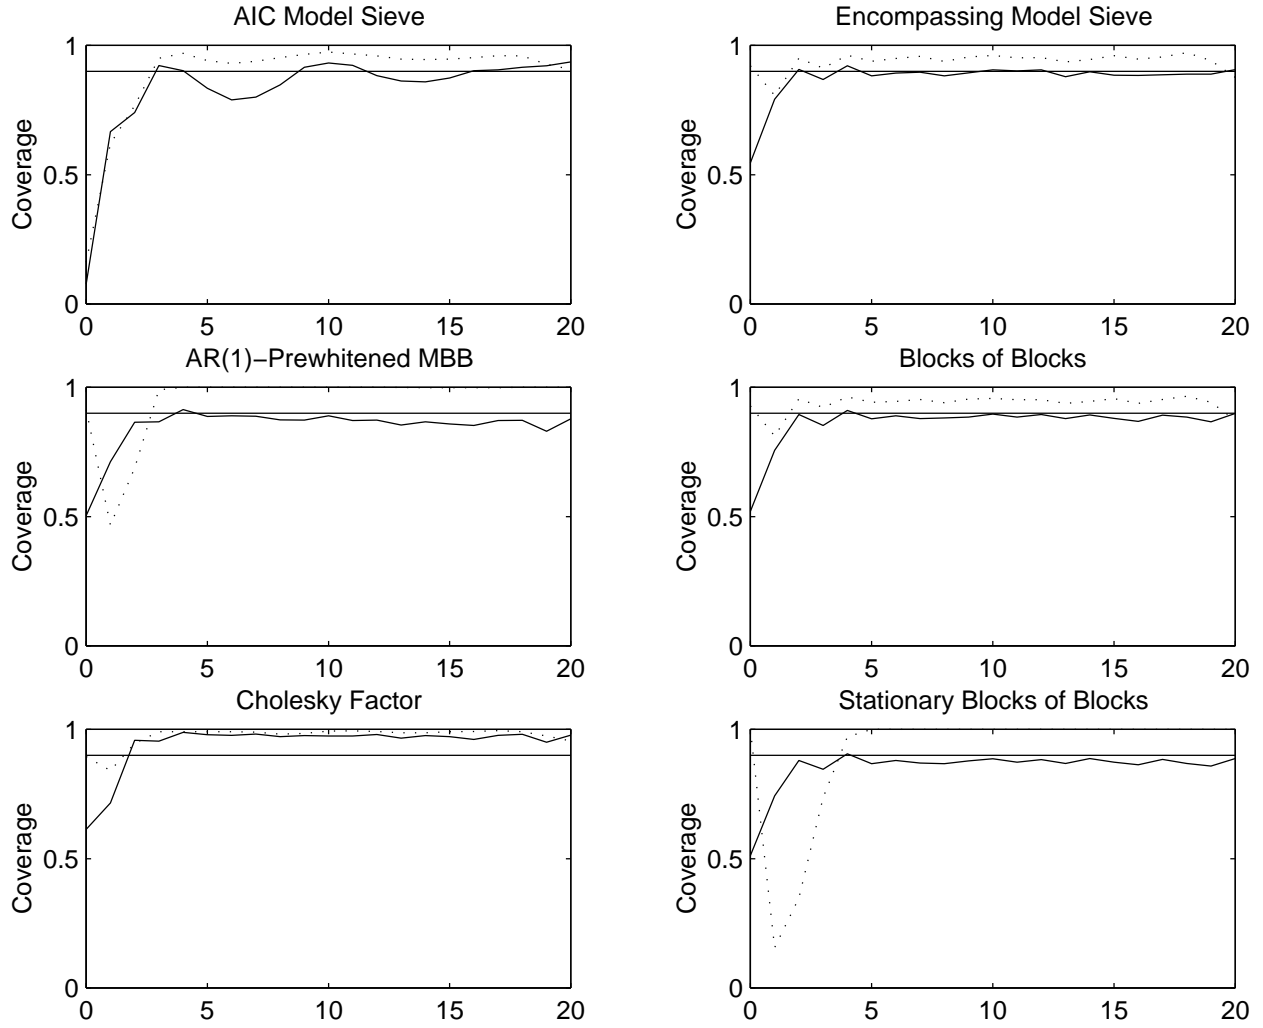 AIC Model Sieve
Coverage
1
0.5
0
0 5 10 15 20
Encompassing Model Sieve
Coverage
1
0.5
0
0 5 10 15 20
AR(1)−Prewhitened MBB
Coverage
1
0.5
0
0 5 10 15 20
Blocks of Blocks
Coverage
1
0.5
0
0 5 10 15 20
Cholesky Factor
Coverage
1
0.5
0
0 5 10 15 20
Stationary Blocks of Blocks
Coverage
1
0.5
0
0 5 10 15 20